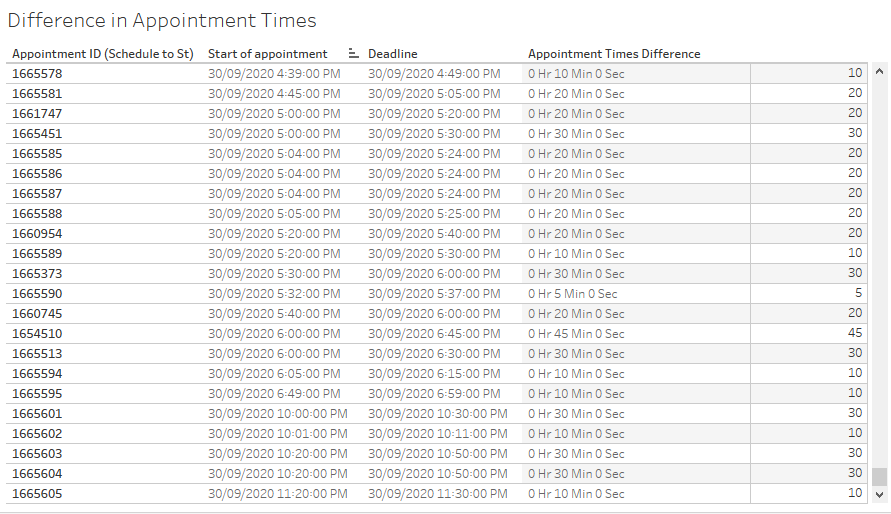 Difference in Appointment Times
Appointment ID (Schedule to St) Start of appointment Deadline Appointment Times Difference
1665578 30/09/2020 4:39:00 PM 30/09/2020 4:49:00 PM 0 Hr 10 Min 0 Sec 10
1665581 30/09/2020 4:45:00 PM 30/09/2020 5:05:00 PM 0 Hr 20 Min 0 Sec 20
1661747 30/09/2020 5:00:00 PM 30/09/2020 5:20:00 PM 0 Hr 20 Min 0 Sec 20
1665451 30/09/2020 5:00:00 PM 30/09/2020 5:30:00 PM 0 Hr 30 Min 0 Sec 30
1665585 30/09/2020 5:04:00 PM 30/09/2020 5:24:00 PM 0 Hr 20 Min 0 Sec 20
1665586 30/09/2020 5:04:00 PM 30/09/2020 5:24:00 PM 0 Hr 20 Min 0 Sec 20
1665587 30/09/2020 5:04:00 PM 30/09/2020 5:24:00 PM 0 Hr 20 Min 0 Sec 20
1665588 30/09/2020 5:05:00 PM 30/09/2020 5:25:00 PM 0 Hr 20 Min 0 Sec 20
1660954 30/09/2020 5:20:00 PM 30/09/2020 5:40:00 PM 0 Hr 20 Min 0 Sec 20
1665589 30/09/2020 5:20:00 PM 30/09/2020 5:30:00 PM 0 Hr 10 Min 0 Sec 10
1665373 30/09/2020 5:30:00 PM 30/09/2020 6:00:00 PM 0 Hr 30 Min 0 Sec 30
1665590 30/09/2020 5:32:00 PM 30/09/2020 5:37:00 PM 0 Hr 5 Min 0 Sec 5
1660745 30/09/2020 5:40:00 PM 30/09/2020 6:00:00 PM 0 Hr 20 Min 0 Sec 20
1654510 30/09/2020 6:00:00 PM 30/09/2020 6:45:00 PM 0 Hr 45 Min 0 Sec 45
1665513 30/09/2020 6:00:00 PM 30/09/2020 6:30:00 PM 0 Hr 30 Min 0 Sec 30
1665594 30/09/2020 6:05:00 PM 30/09/2020 6:15:00 PM 0 Hr 10 Min 0 Sec 10
1665595 30/09/2020 6:49:00 PM 30/09/2020 6:59:00 PM 0 Hr 10 Min 0 Sec 10
1665601 30/09/2020 10:00:00 PM 30/09/2020 10:30:00 PM 0 Hr 30 Min 0 Sec 30
1665602 30/09/2020 10:01:00 PM 30/09/2020 10:11:00 PM 0 Hr 10 Min 0 Sec 10
1665603 30/09/2020 10:20:00 PM 30/09/2020 10:50:00 PM 0 Hr 30 Min 0 Sec 30
1665604 30/09/2020 10:20:00 PM 30/09/2020 10:50:00 PM 0 Hr 30 Min 0 Sec 30
1665605 30/09/2020 11:20:00 PM 30/09/2020 11:30:00 PM 0 Hr 10 Min 0 Sec 10